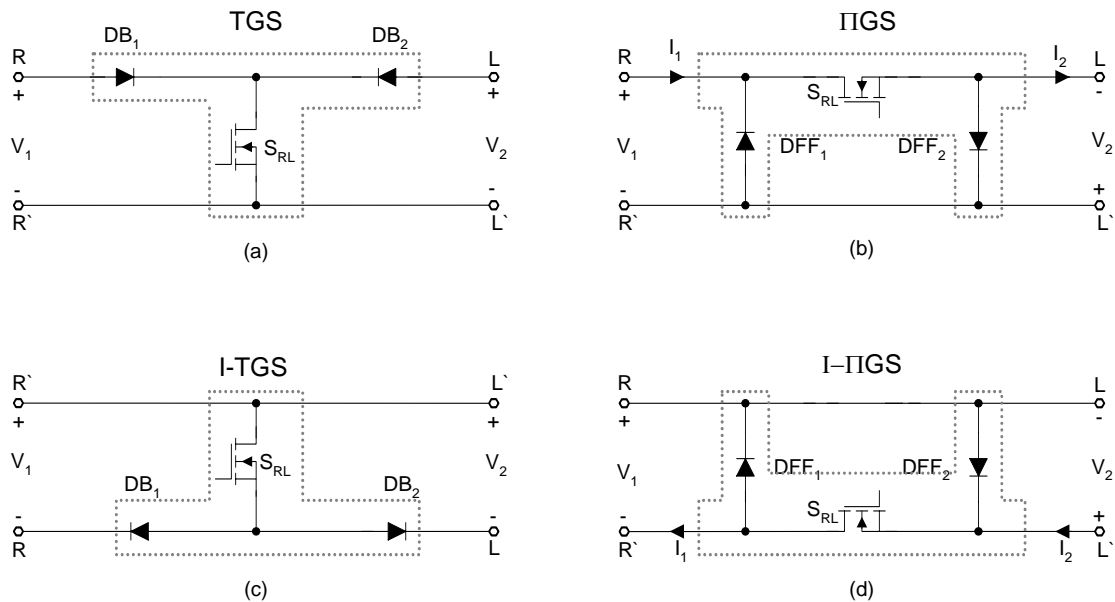 TGS
DB1 DB2
R L
+ +
SRL
V1 V2
- -
R` L`
(a)
ΠGS
I1 I2
R L
+ -
SRL
V1 DFF1 DFF2 V2
- +
R` L`
(b)
I-TGS
R` L`
+ +
V1 SRL V2
DB1 DB2
- -
R L
(c)
I–ΠGS
R L
+ -
V1 DFF1 DFF2 V2
SRL
- +
R` I1 I2 L`
(d)